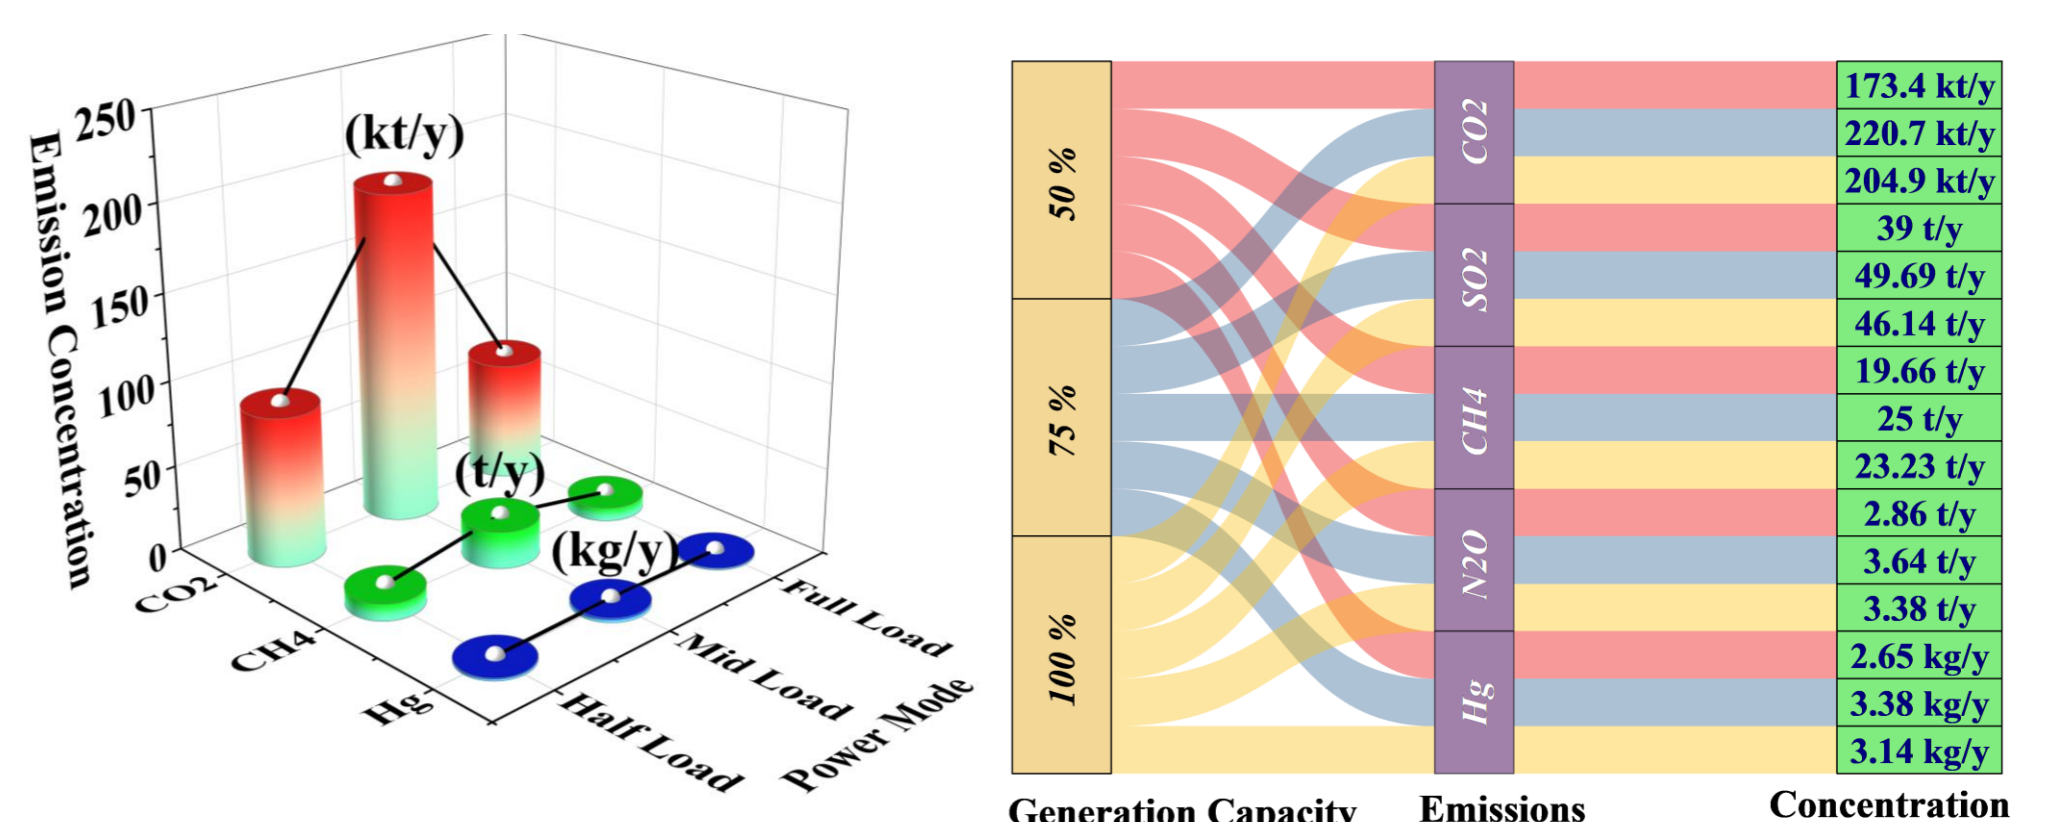 Emission Concentration
250
200
150
100
50
0
(kt/y)
(t/y)
(kg/y)
CO2
CH4
Hg
Half Load
Mid Load
Full Load
Power Mode
50 %
75 %
100 %
CO2
SO2
CH4
N2O
Hg
173.4 kt/y
220.7 kt/y
204.9 kt/y
39 t/y
49.69 t/y
46.14 t/y
19.66 t/y
25 t/y
23.23 t/y
2.86 t/y
3.64 t/y
3.38 t/y
2.65 kg/y
3.38 kg/y
3.14 kg/y
Generation Capacity
Emissions
Concentration